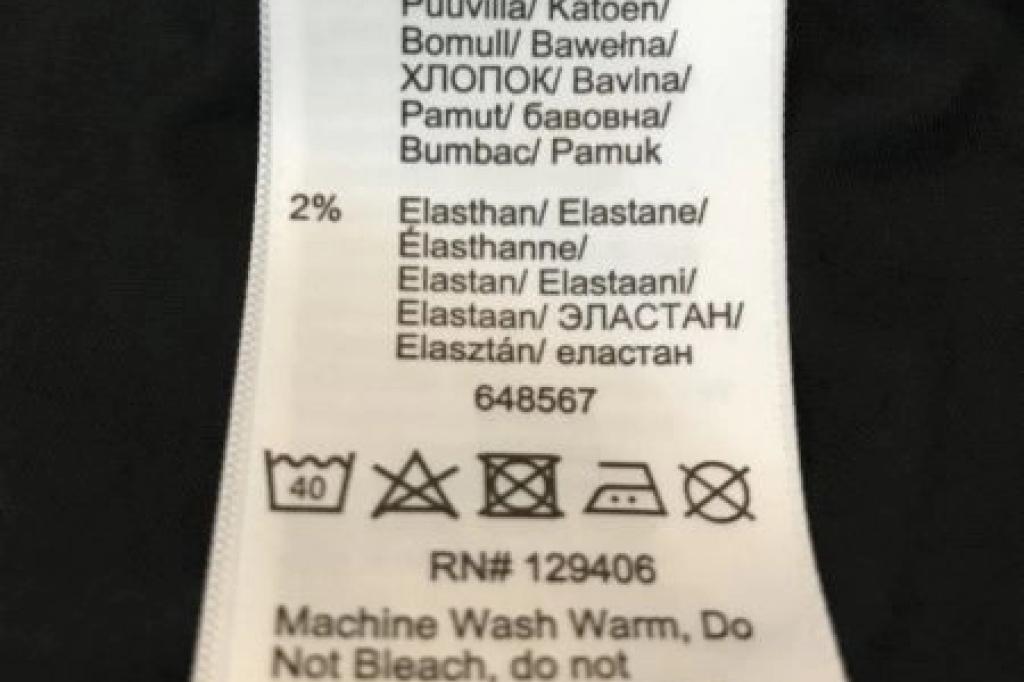 Puuvilla/ Katoen/
Bomull/ Bawełna/
ХЛОПОК/ Bavlna/
Pamut/ бавовна/
Bumbac/ Pamuk
2% Elasthan/ Elastane/
Élasthanne/
Elastan/ Elastaani/
Elastaan/ ЭЛАСТАН/
Elasztán/ еластан
648567
40
RN# 129406
Machine Wash Warm, Do
Not Bleach, do not